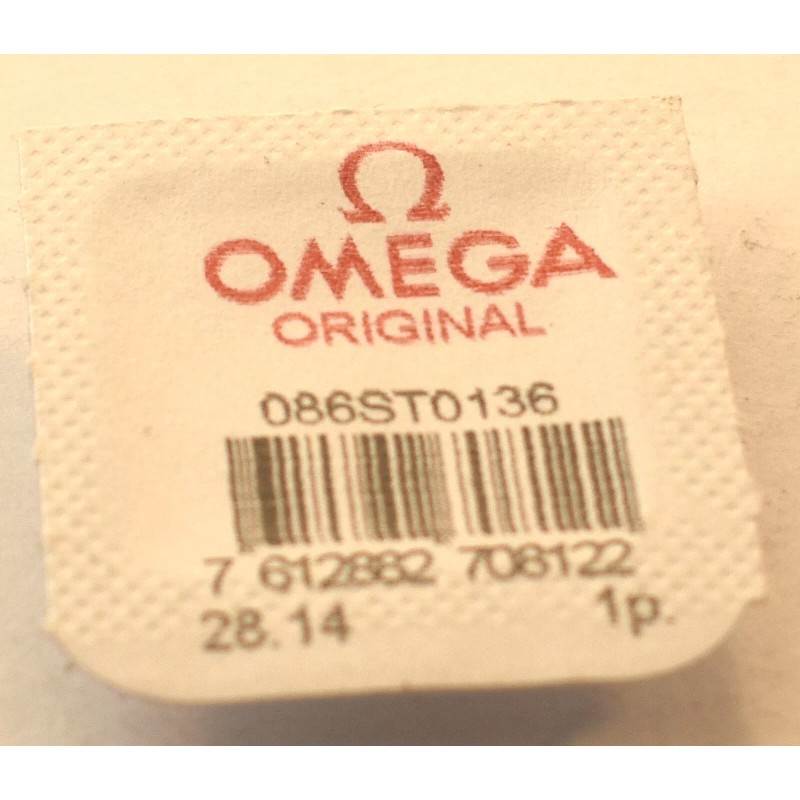 Ω
OMEGA
ORIGINAL
086ST0136
7 612882 708122
28.14 1p.